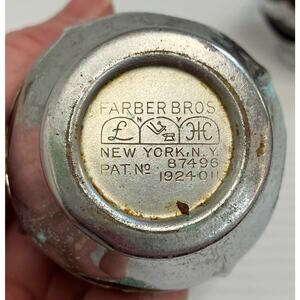 FARBER BROS
N Y
NEW YORK, N.Y.
PAT. Nº 87496
1924011